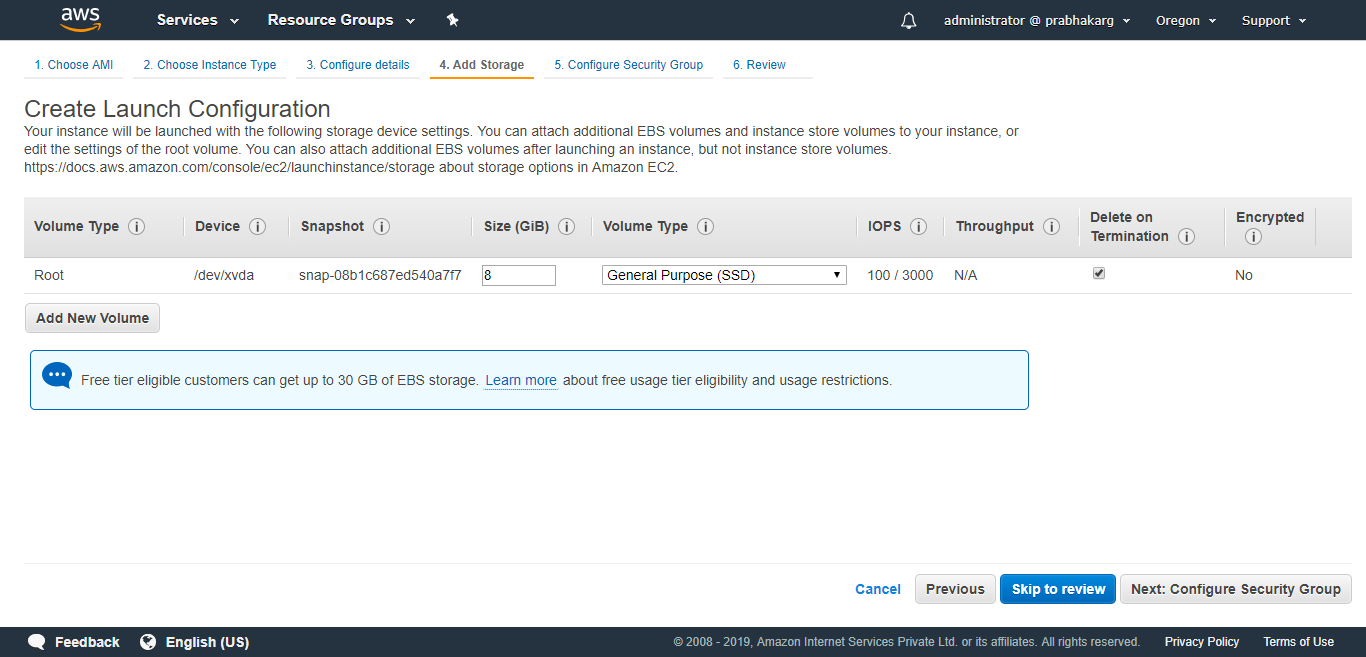 aws Services Resource Groups administrator @ prabhakarg Oregon Support
1. Choose AMI 2. Choose Instance Type 3. Configure details 4. Add Storage 5. Configure Security Group 6. Review
Create Launch Configuration
Your instance will be launched with the following storage device settings. You can attach additional EBS volumes and instance store volumes to your instance, or
edit the settings of the root volume. You can also attach additional EBS volumes after launching an instance, but not instance store volumes.
https://docs.aws.amazon.com/console/ec2/launchinstance/storage about storage options in Amazon EC2.
Volume Type i Device i Snapshot i Size (GiB) i Volume Type i IOPS i Throughput i Delete on Termination i Encrypted i
Root /dev/xvda snap-08b1c687ed540a7f7 8 General Purpose (SSD) 100 / 3000 N/A No
Add New Volume
Free tier eligible customers can get up to 30 GB of EBS storage. Learn more about free usage tier eligibility and usage restrictions.
Cancel Previous Skip to review Next: Configure Security Group
Feedback English (US) © 2008 - 2019, Amazon Internet Services Private Ltd. or its affiliates. All rights reserved. Privacy Policy Terms of Use